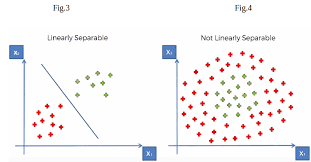 Fig.3
Fig.4
Linearly Separable
Not Linearly Separable
X₂
X₂
X₁
X₁